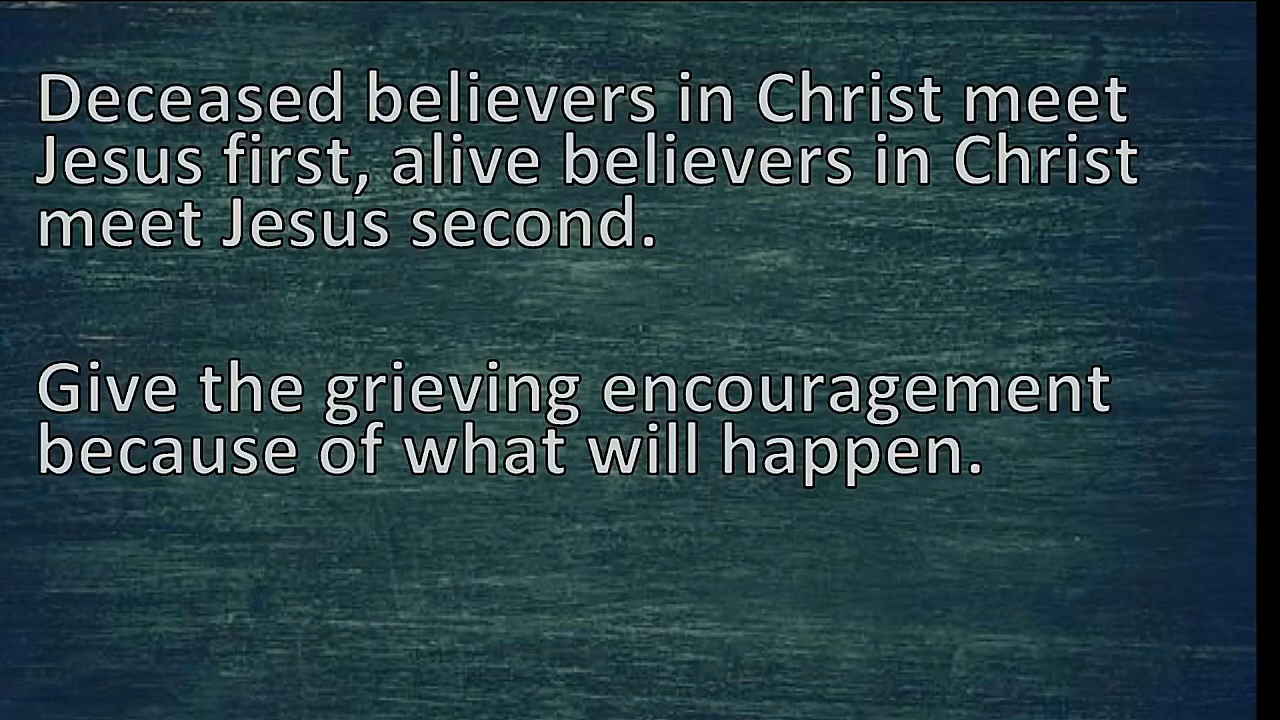 Deceased believers in Christ meet
Jesus first, alive believers in Christ
meet Jesus second.
Give the grieving encouragement
because of what will happen.